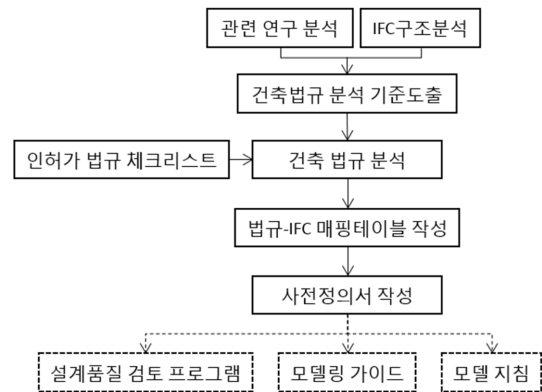 관련 연구 분석
IFC구조분석
건축법규 분석 기준도출
인허가 법규 체크리스트
건축 법규 분석
법규-IFC 매핑테이블 작성
사전정의서 작성
설계품질 검토 프로그램
모델링 가이드
모델 지침